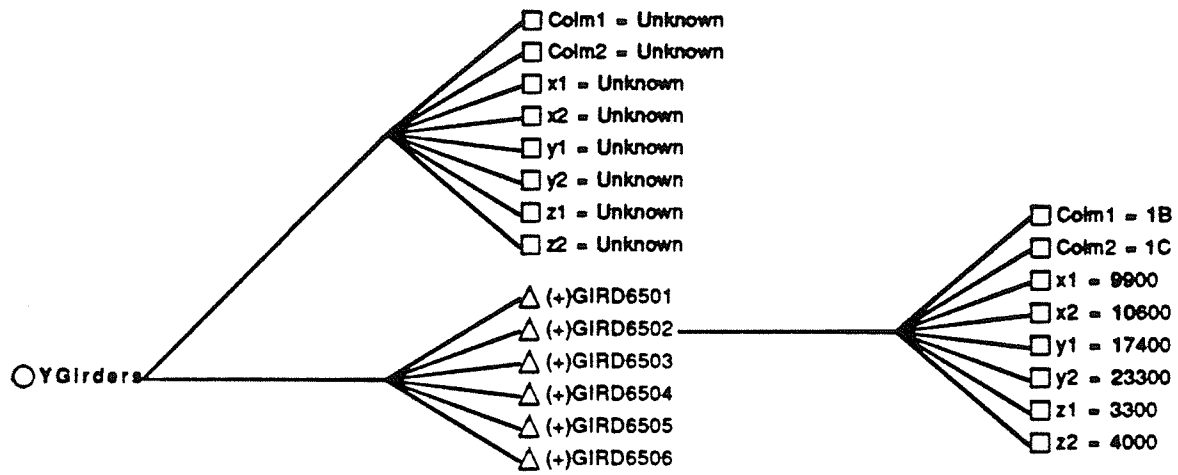 Colm1 = Unknown
Colm2 = Unknown
x1 = Unknown
x2 = Unknown
y1 = Unknown
y2 = Unknown
z1 = Unknown
z2 = Unknown
YGirders
(+)GIRD6501
(+)GIRD6502
(+)GIRD6503
(+)GIRD6504
(+)GIRD6505
(+)GIRD6506
Colm1 = 1B
Colm2 = 1C
x1 = 9900
x2 = 10600
y1 = 17400
y2 = 23300
z1 = 3300
z2 = 4000